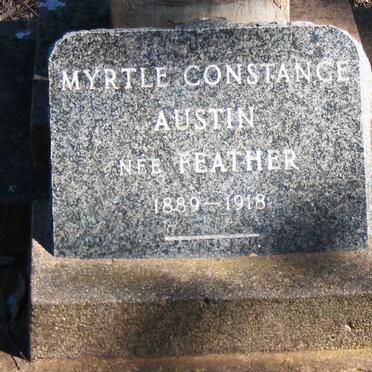 MYRTLE CONSTANCE
AUSTIN
NÉE FEATHER
1889-1918